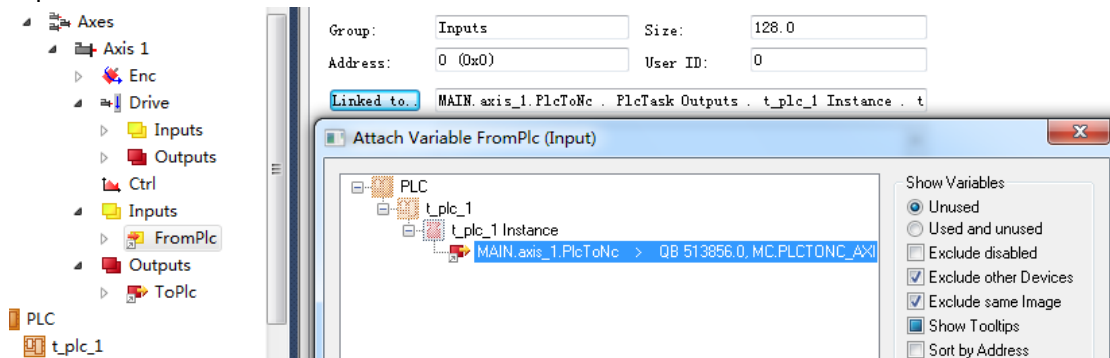 Axes
Axis 1
Enc
Drive
Inputs
Outputs
Ctrl
Inputs
FromPlc
Outputs
ToPlc
PLC
t_plc_1
Group: Inputs Size: 128.0
Address: 0 (0x0) User ID: 0
Linked to.. MAIN.axis_1.PlcToNc . PlcTask Outputs . t_plc_1 Instance . t
Attach Variable FromPlc (Input)
PLC
t_plc_1
t_plc_1 Instance
MAIN.axis_1.PlcToNc > QB 513856.0, MC.PLCTONC_AXI
Show Variables
Unused
Used and unused
Exclude disabled
Exclude other Devices
Exclude same Image
Show Tooltips
Sort by Address